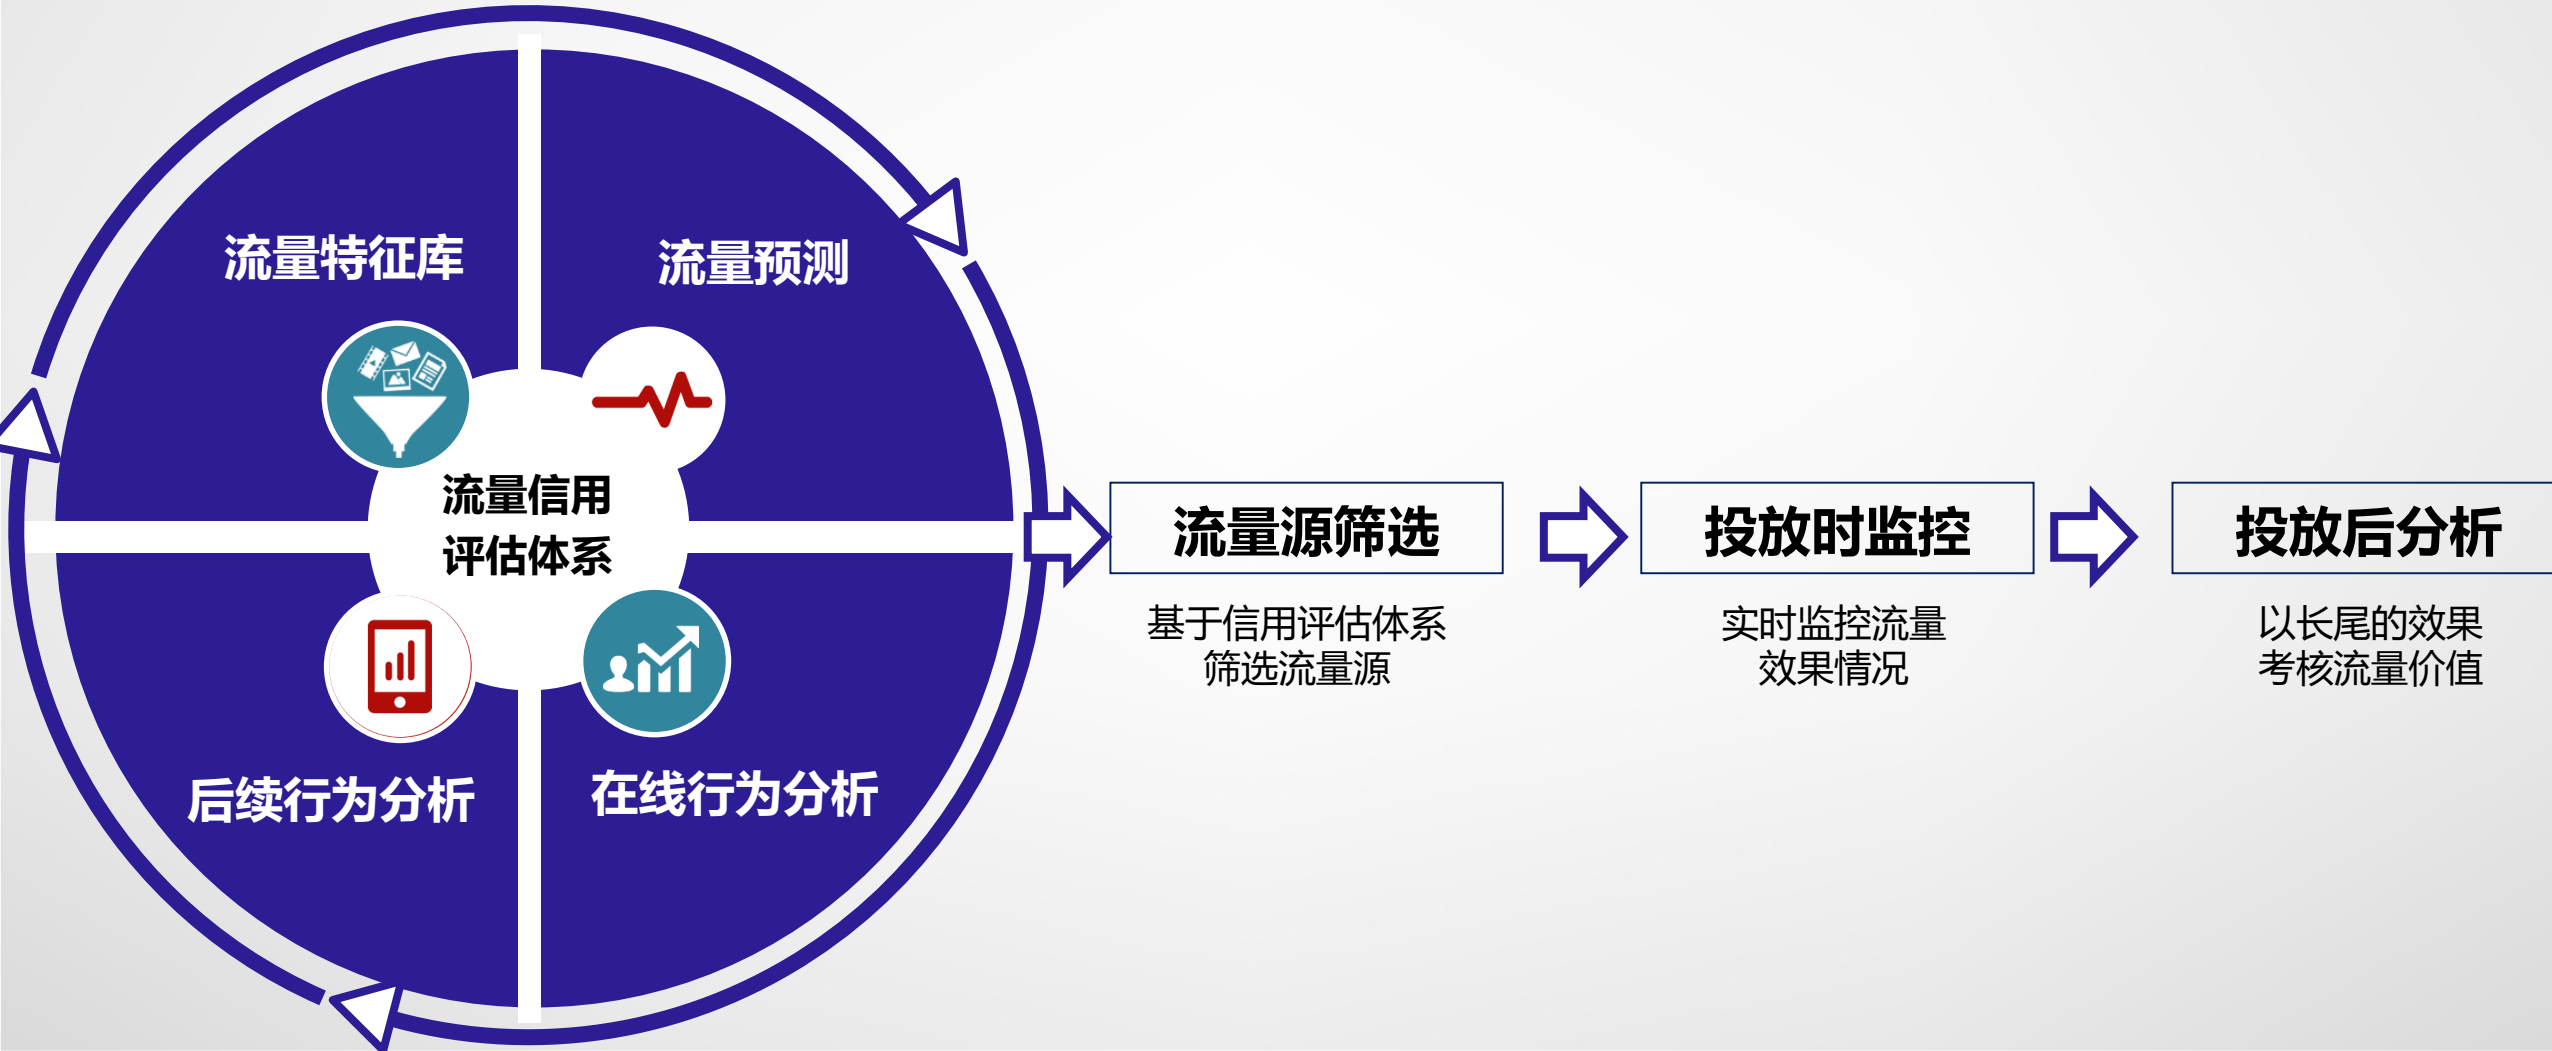 流量特征库
流量预测
流量信用
评估体系
后续行为分析
在线行为分析
流量源筛选
基于信用评估体系
筛选流量源
投放时监控
实时监控流量
效果情况
投放后分析
以长尾的效果
考核流量价值